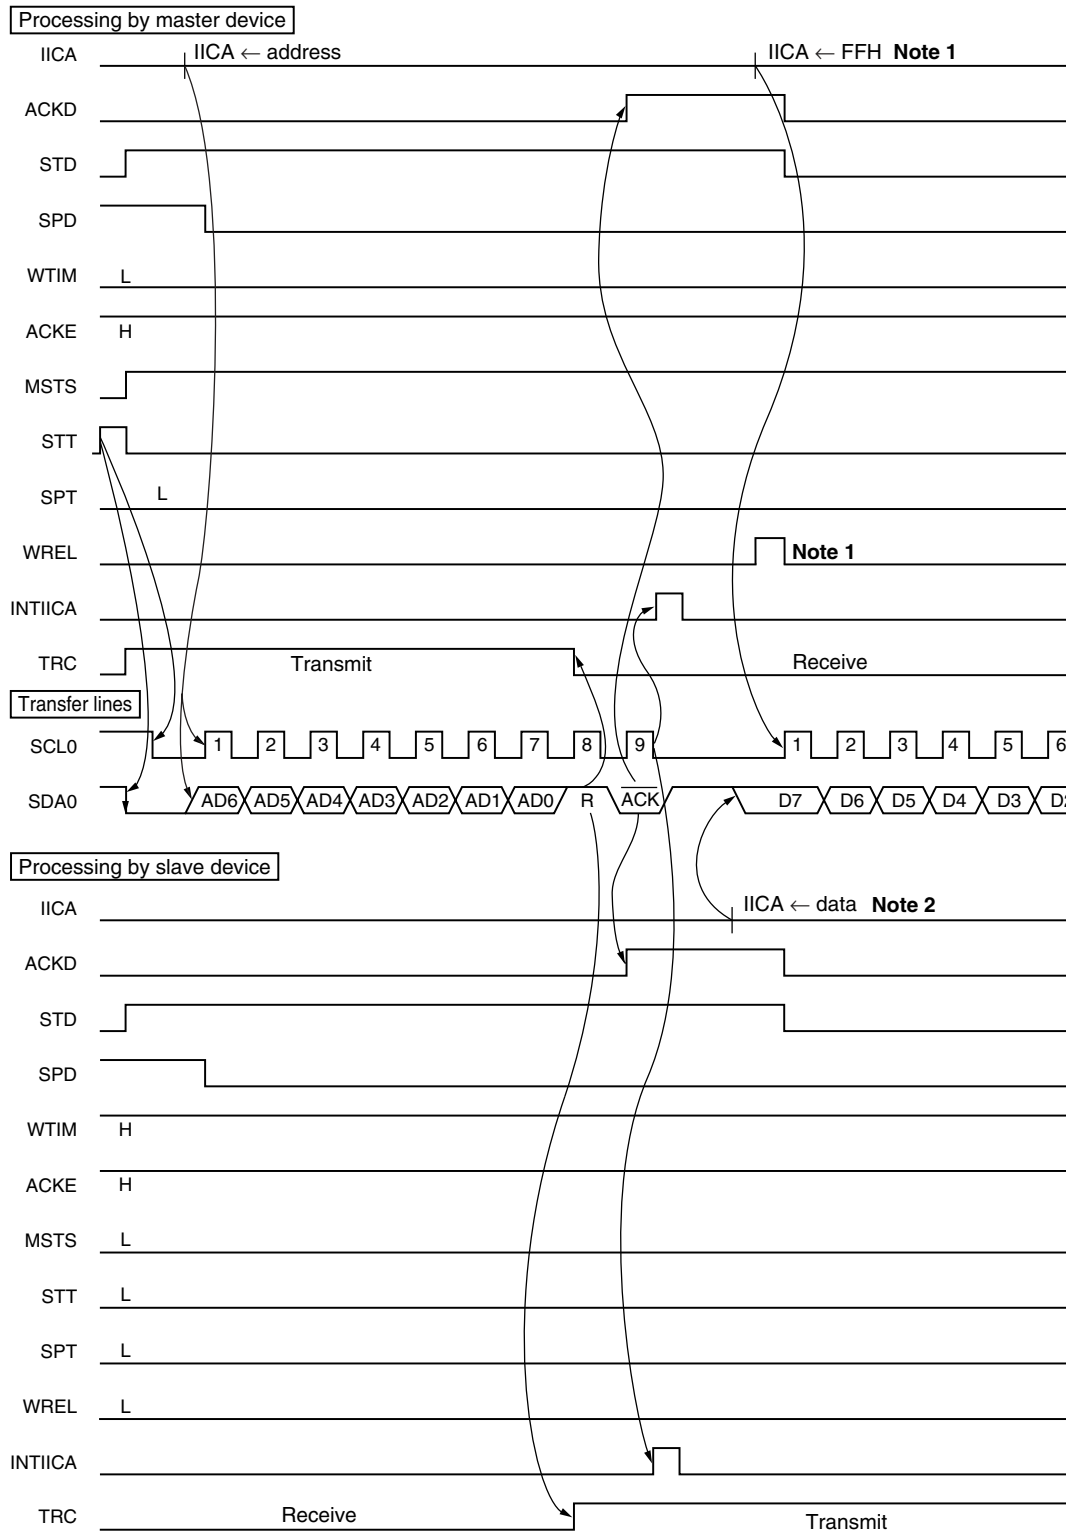 Processing by master device
IICA IICA ← address IICA ← FFH Note 1
ACKD
STD
SPD
WTIM L
ACKE H
MSTS
STT
SPT L
WREL Note 1
INTIICA
TRC Transmit Receive
Transfer lines
SCL0 1 2 3 4 5 6 7 8 9 1 2 3 4 5 6
SDA0 AD6 AD5 AD4 AD3 AD2 AD1 AD0 R ACK D7 D6 D5 D4 D3 D2
Processing by slave device
IICA IICA ← data Note 2
ACKD
STD
SPD
WTIM H
ACKE H
MSTS L
STT L
SPT L
WREL L
INTIICA
TRC Receive Transmit